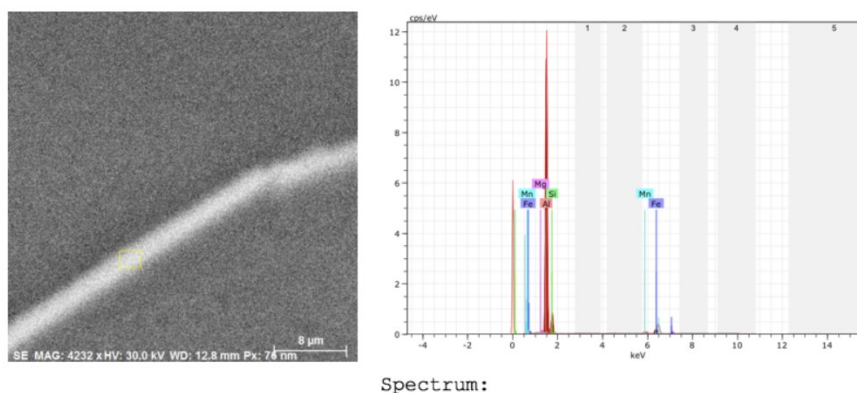 cps/eV
1 2 3 4 5
12
10
8
6
4
2
0
Mg
Mn Si
Fe Al
Mn
Fe
-4 -2 0 2 4 6 8 10 12 14
keV
8 µm
SE MAG: 4232 x HV: 30.0 kV WD: 12.8 mm Px: 76 nm
Spectrum: